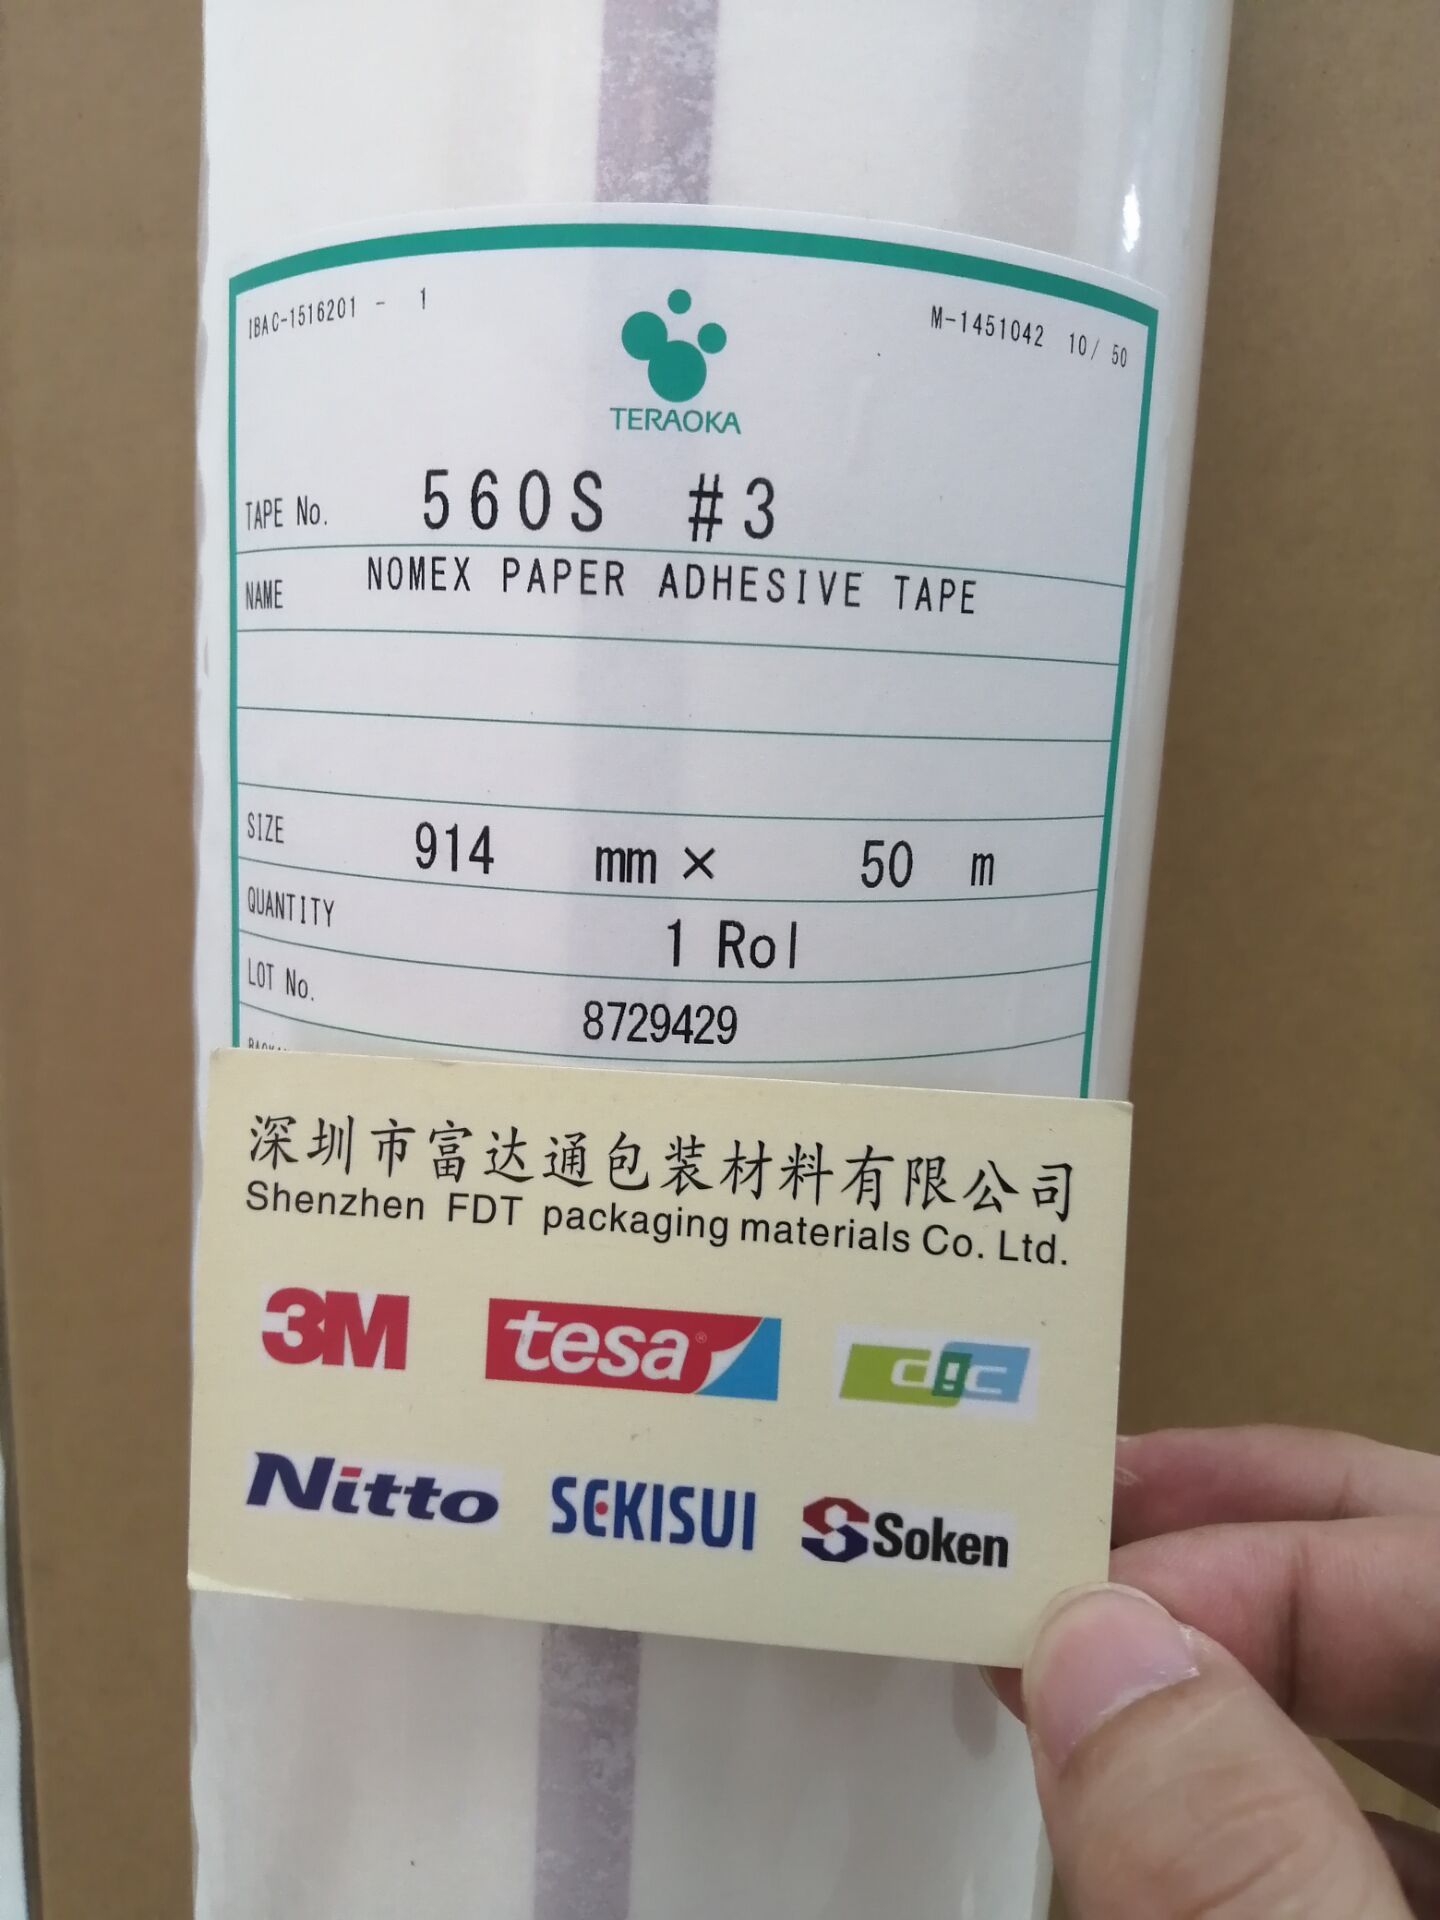 IBAC-1516201 - 1
M-1451042 10/ 50
TERAOKA
TAPE No. 560S #3
NAME NOMEX PAPER ADHESIVE TAPE
SIZE 914 mm × 50 m
QUANTITY 1 Rol
LOT No. 8729429
深圳市富达通包装材料有限公司
Shenzhen FDT packaging materials Co. Ltd.
3M tesa® dgc
Nitto SEKISUI Soken